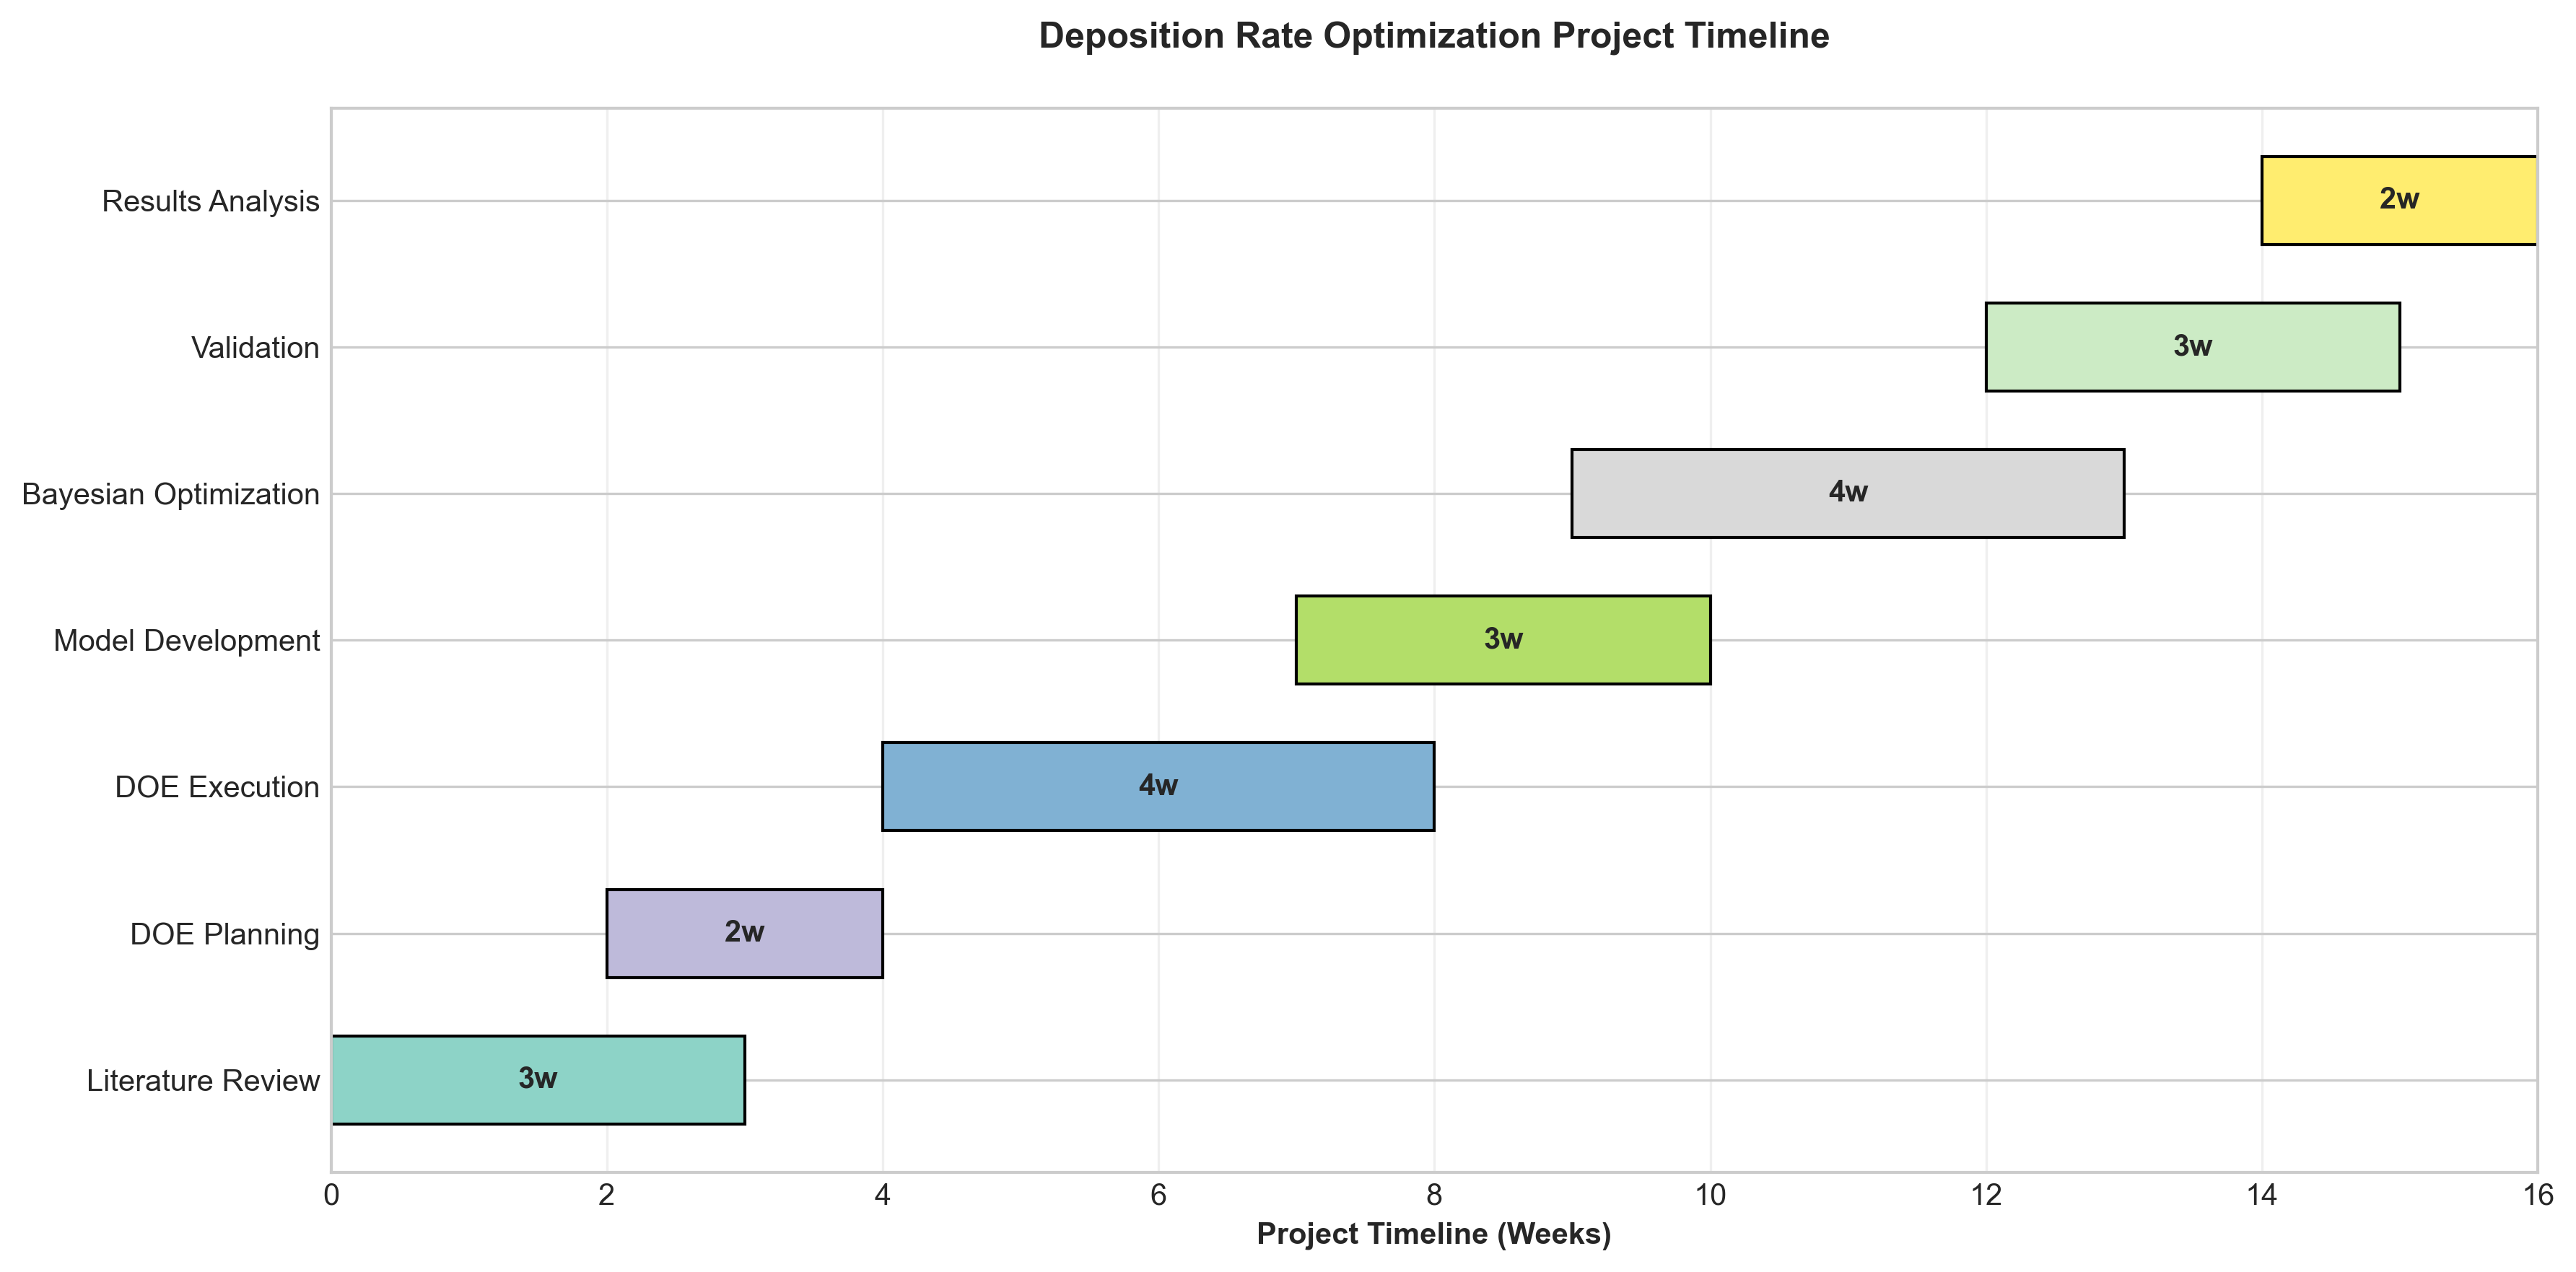 Deposition Rate Optimization Project Timeline
Results Analysis
2w
Validation
3w
Bayesian Optimization
4w
Model Development
3w
DOE Execution
4w
DOE Planning
2w
Literature Review
3w
0 2 4 6 8 10 12 14 16
Project Timeline (Weeks)